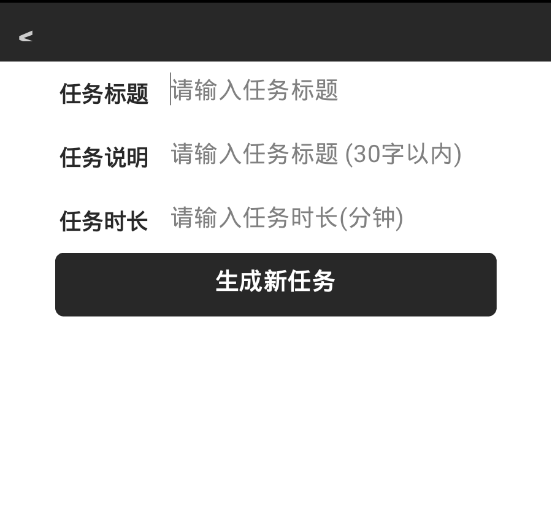 <
任务标题 请输入任务标题
任务说明 请输入任务标题 (30字以内)
任务时长 请输入任务时长(分钟)
生成新任务